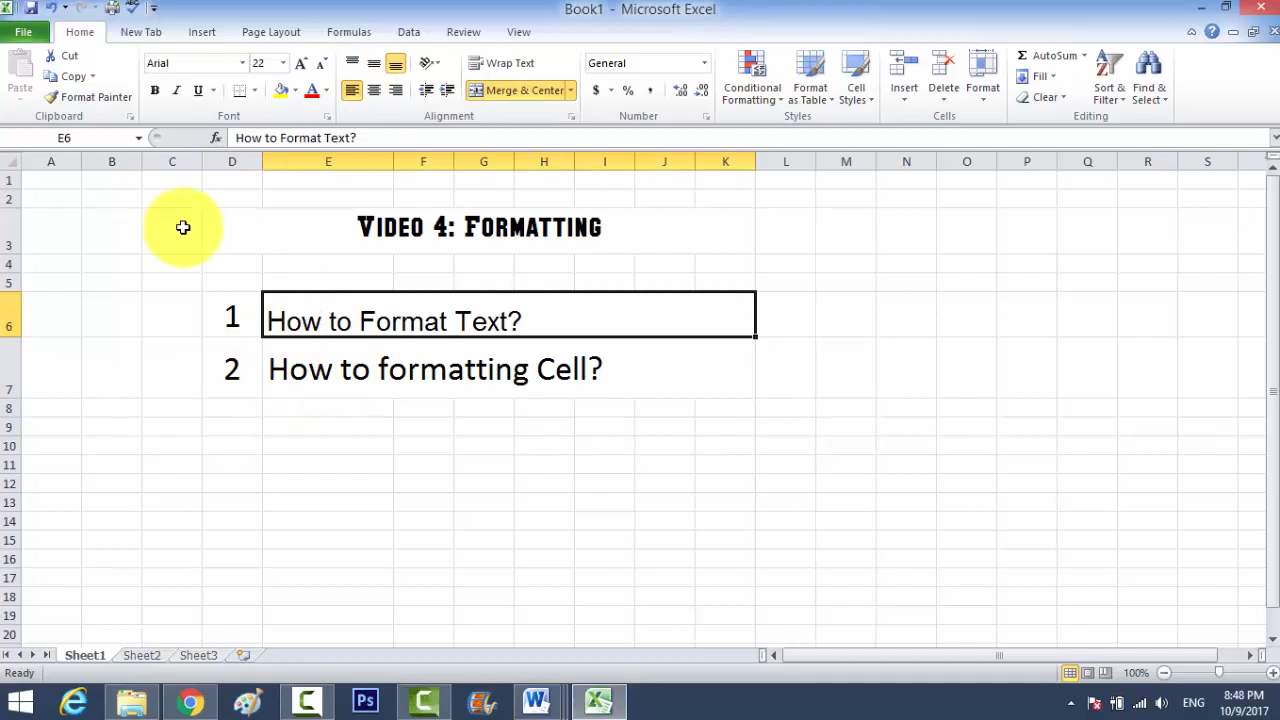 Book1 - Microsoft Excel
File Home New Tab Insert Page Layout Formulas Data Review View
Cut
Arial 22 Wrap Text General AutoSum
Copy
Fill
Paste Format Painter B I U Merge & Center $ % , Conditional Formatting Format as Table Cell Styles Insert Delete Format Clear Sort & Filter Find & Select
Clipboard Font Alignment Number Styles Cells Editing
E6 fx How to Format Text?
A B C D E F G H I J K L M N O P Q R S
1
2
3 Video 4: Formatting
4
5
6 1 How to Format Text?
7 2 How to formatting Cell?
8
9
10
11
12
13
14
15
16
17
18
19
20
Sheet1 Sheet2 Sheet3
Ready 100%
ENG 8:48 PM
10/9/2017